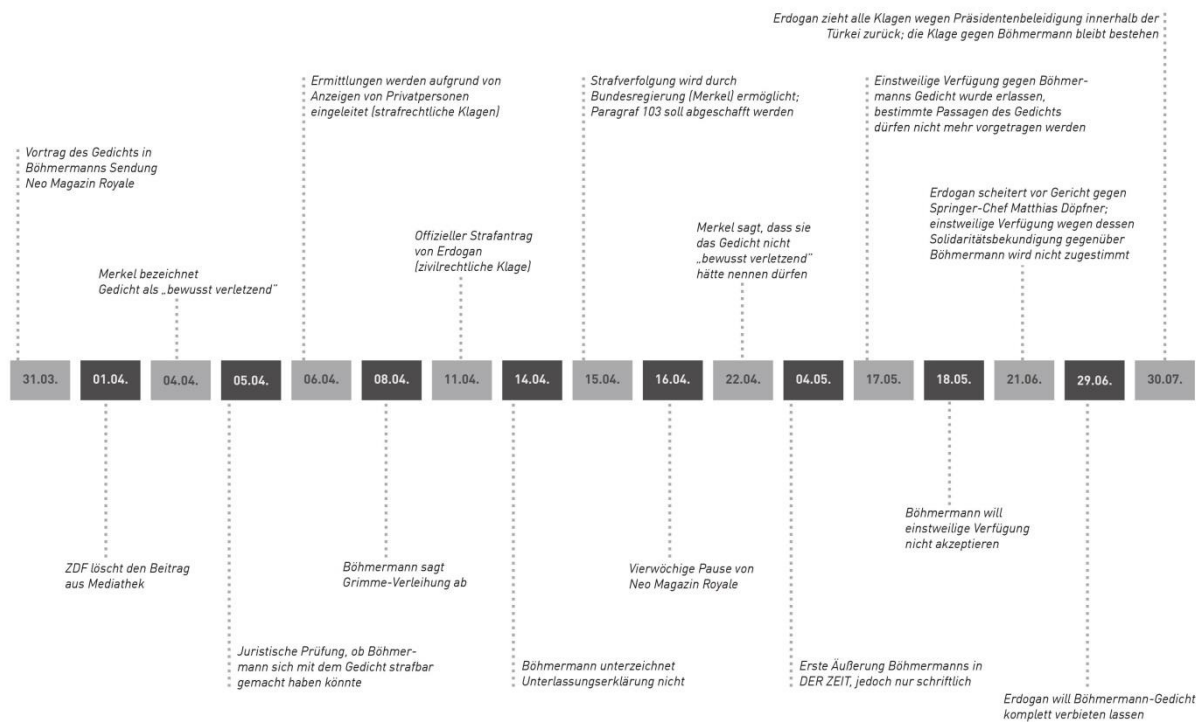 Erdogan zieht alle Klagen wegen Präsidentenbeleidigung innerhalb der
Türkei zurück; die Klage gegen Böhmermann bleibt bestehen
Ermittlungen werden aufgrund von
Anzeigen von Privatpersonen
eingeleitet (strafrechtliche Klagen)
Strafverfolgung wird durch
Bundesregierung (Merkel) ermöglicht;
Paragraf 103 soll abgeschafft werden
Einstweilige Verfügung gegen Böhmer-
manns Gedicht wurde erlassen,
bestimmte Passagen des Gedichts
dürfen nicht mehr vorgetragen werden
Vortrag des Gedichts in
Böhmermanns Sendung
Neo Magazin Royale
Erdogan scheitert vor Gericht gegen
Springer-Chef Matthias Döpfner;
einstweilige Verfügung wegen dessen
Solidaritätsbekundigung gegenüber
Böhmermann wird nicht zugestimmt
Offizieller Strafantrag
von Erdogan
(zivilrechtliche Klage)
Merkel sagt, dass sie
das Gedicht nicht
„bewusst verletzend“
hätte nennen dürfen
Merkel bezeichnet
Gedicht als „bewusst verletzend“
31.03.
01.04.
04.04.
05.04.
06.04.
08.04.
11.04.
14.04.
15.04.
16.04.
22.04.
04.05.
17.05.
18.05.
21.06.
29.06.
30.07.
Böhmermann will
einstweilige Verfügung
nicht akzeptieren
ZDF löscht den Beitrag
aus Mediathek
Böhmermann sagt
Grimme-Verleihung ab
Vierwöchige Pause von
Neo Magazin Royale
Juristische Prüfung, ob Böhmer-
mann sich mit dem Gedicht strafbar
gemacht haben könnte
Böhmermann unterzeichnet
Unterlassungserklärung nicht
Erste Äußerung Böhmermanns in
DER ZEIT, jedoch nur schriftlich
Erdogan will Böhmermann-Gedicht
komplett verbieten lassen